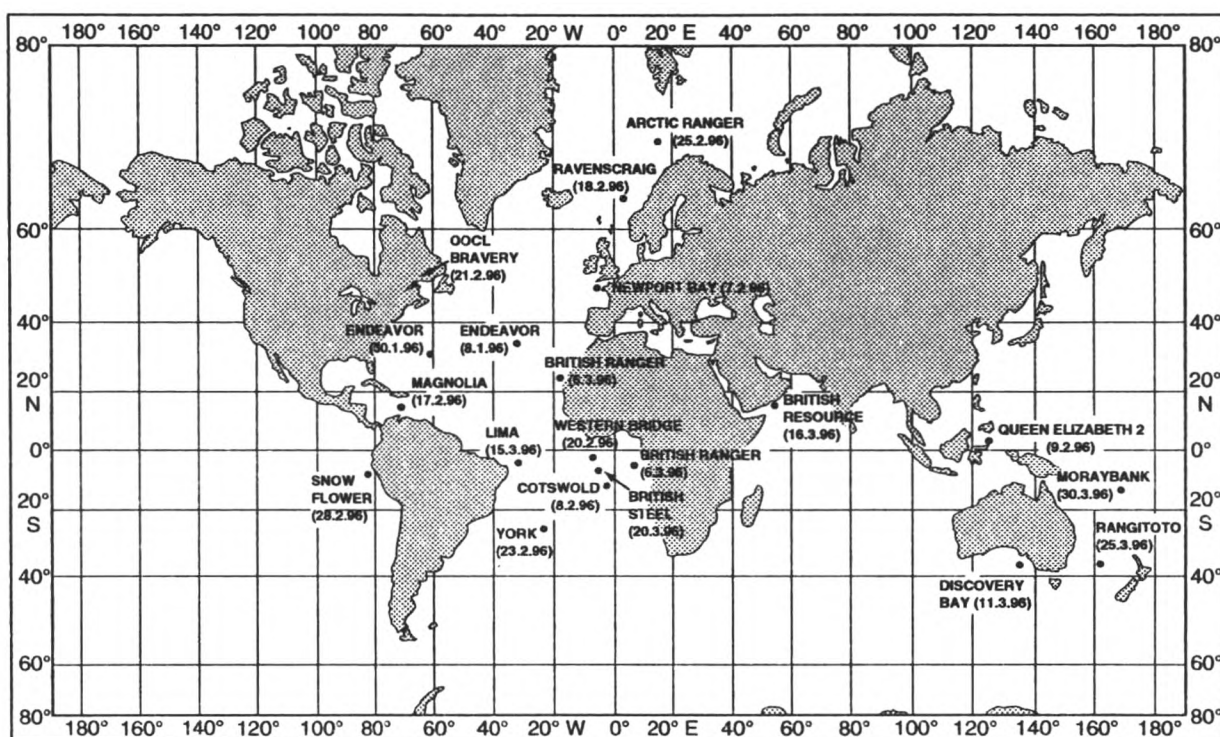 180° 160° 140° 120° 100° 80° 60° 40° 20° W 0° 20° E 40° 60° 80° 100° 120° 140° 160° 180°
80° 80°
ARCTIC RANGER
(25.2.96)
RAVENSCRAIG
(18.2.96)
60° 60°
OOCL
BRAVERY
(21.2.96)
NEWPORT BAY (7.2.96)
40° 40°
ENDEAVOR
(30.1.96)
ENDEAVOR
(8.1.96)
BRITISH RANGER
(6.3.96)
20° 20°
N N
MAGNOLIA
(17.2.96)
BRITISH
RESOURCE
(16.3.96)
WESTERN BRIDGE
(20.2.96)
LIMA
(15.3.96)
QUEEN ELIZABETH 2
(9.2.96)
0° 0°
BRITISH RANGER
(6.3.96)
MORAYBANK
(30.3.96)
SNOW
FLOWER
(28.2.96)
COTSWOLD
(8.2.96)
BRITISH
STEEL
(20.3.96)
20° 20°
S S
YORK
(23.2.96)
RANGITOTO
(25.3.96)
40° 40°
DISCOVERY
BAY (11.3.96)
60° 60°
80° 80°
180° 160° 140° 120° 100° 80° 60° 40° 20° W 0° 20° E 40° 60° 80° 100° 120° 140° 160° 180°